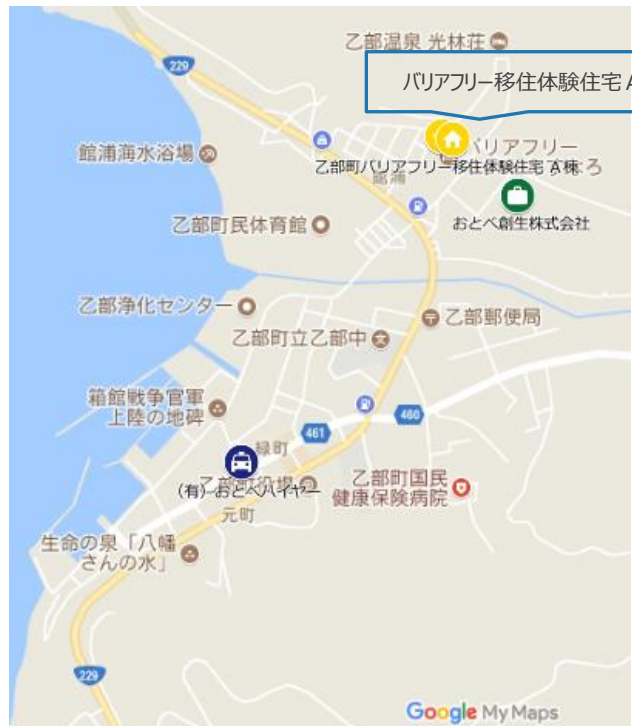 乙部温泉 光林荘
229
バリアフリー移住体験住宅 A
館浦海水浴場
バリアフリー
乙部町バリアフリー移住体験住宅 A棟
ろ
館浦
乙部町民体育館
おとべ創生株式会社
乙部浄化センター
乙部町立乙部中
乙部郵便局
箱館戦争官軍
上陸の地碑
460
461
緑町
乙部町役場
(有)おとべハイヤー
乙部町国民
健康保険病院
元町
生命の泉「八幡
さんの水」
229
Google My Maps